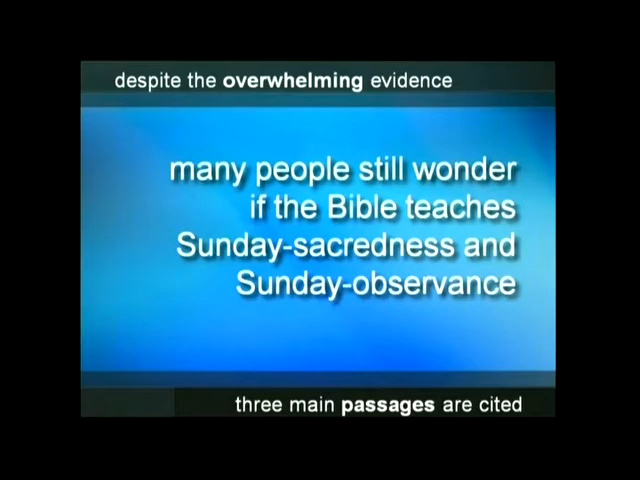 despite the overwhelming evidence
many people still wonder
if the Bible teaches
Sunday-sacredness and
Sunday-observance
three main passages are cited